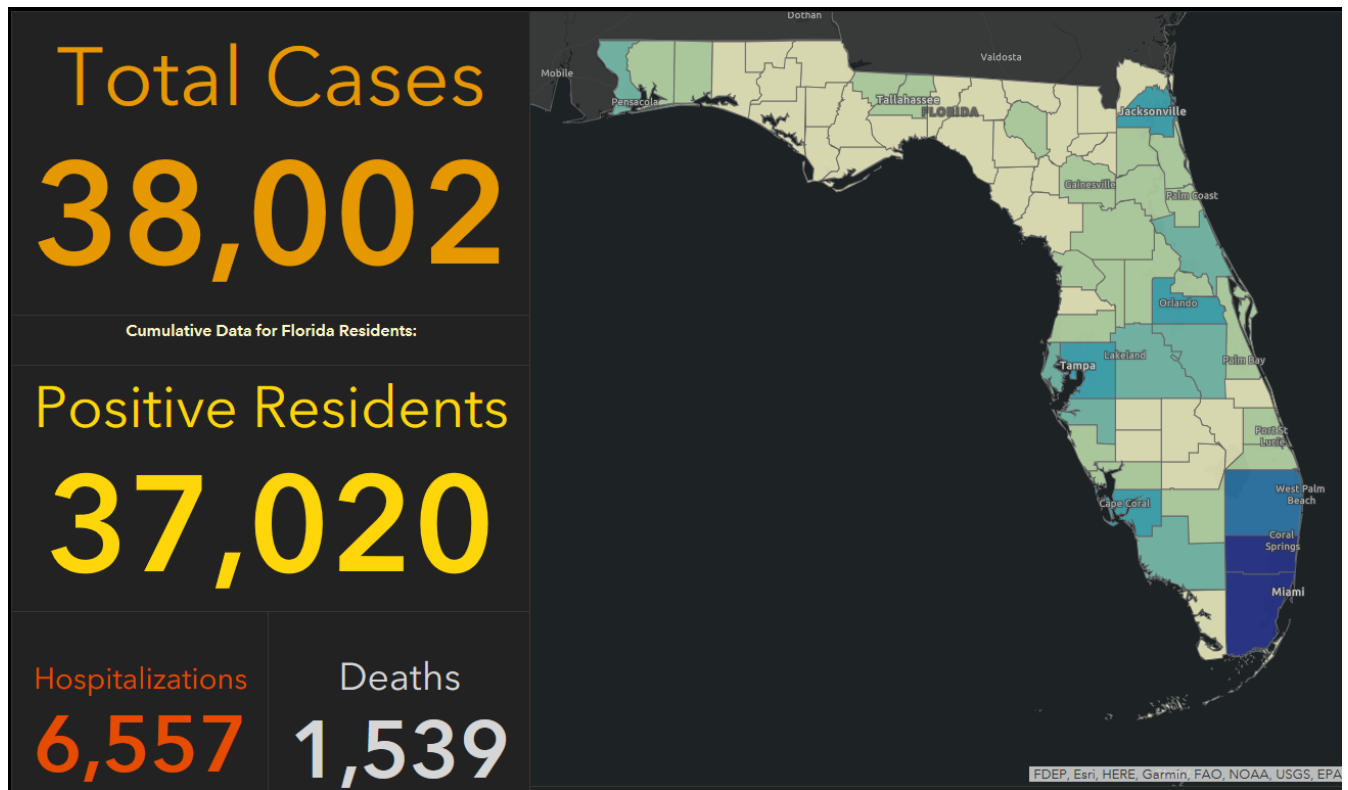 Total Cases
38,002
Cumulative Data for Florida Residents:
Positive Residents
37,020
Hospitalizations
6,557
Deaths
1,539
Dothan
Mobile
Valdosta
Pensacola
Tallahassee
FLORIDA
Jacksonville
Gainesville
Palm Coast
Orlando
Lakeland
Palm Bay
Tampa
Port St
Lucie
Cape Coral
West Palm
Beach
Coral
Springs
Miami
FDEP, Esri, HERE, Garmin, FAO, NOAA, USGS, EPA